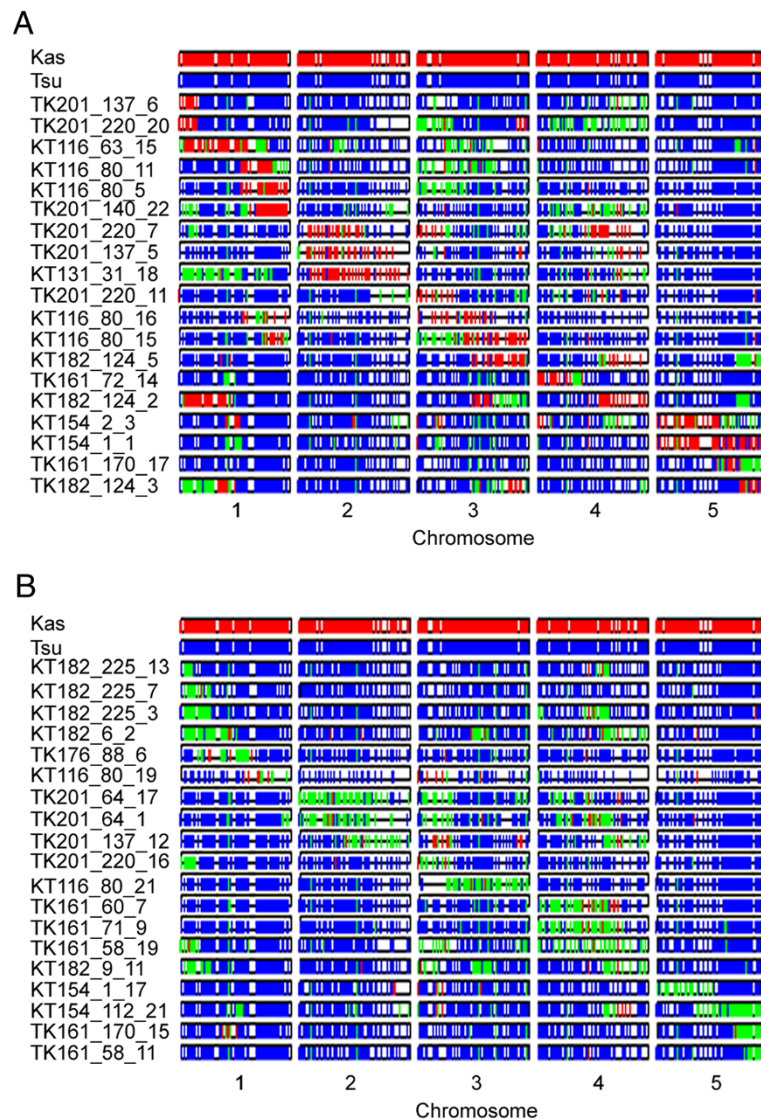 A
Kas
Tsu
TK201_137_6
TK201_220_20
KT116_63_15
KT116_80_11
KT116_80_5
TK201_140_22
TK201_220_7
TK201_137_5
KT131_31_18
TK201_220_11
KT116_80_16
KT116_80_15
KT182_124_5
TK161_72_14
KT182_124_2
KT154_2_3
KT154_1_1
TK161_170_17
TK182_124_3
1 2 3 4 5
Chromosome
B
Kas
Tsu
KT182_225_13
KT182_225_7
KT182_225_3
KT182_6_2
TK176_88_6
KT116_80_19
TK201_64_17
TK201_64_1
TK201_137_12
TK201_220_16
KT116_80_21
TK161_60_7
TK161_71_9
TK161_58_19
KT182_9_11
KT154_1_17
KT154_112_21
TK161_170_15
TK161_58_11
1 2 3 4 5
Chromosome